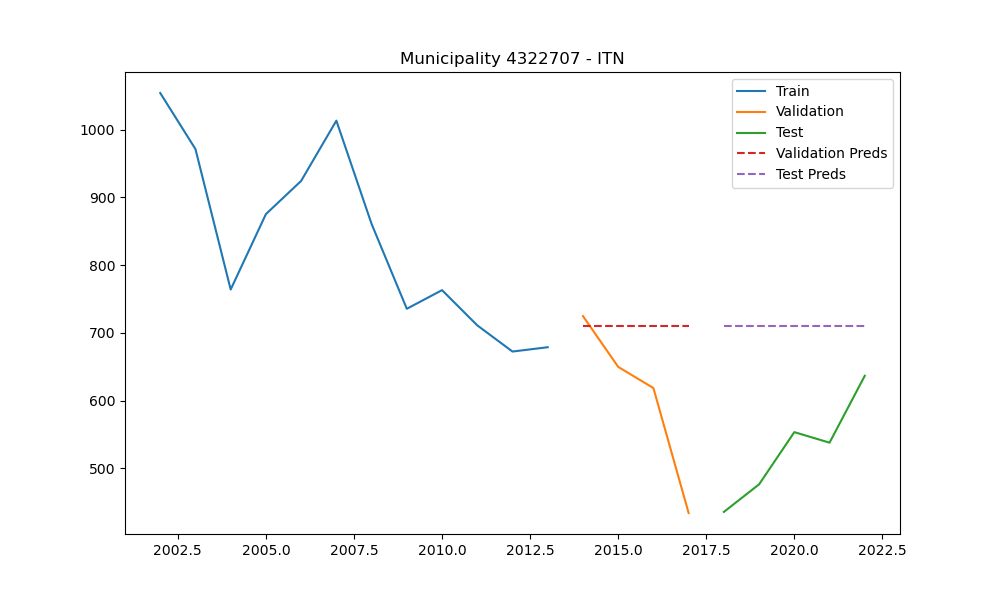 Municipality 4322707 - ITN
Train
Validation
Test
Validation Preds
Test Preds
1000
900
800
700
600
500
2002.5 2005.0 2007.5 2010.0 2012.5 2015.0 2017.5 2020.0 2022.5